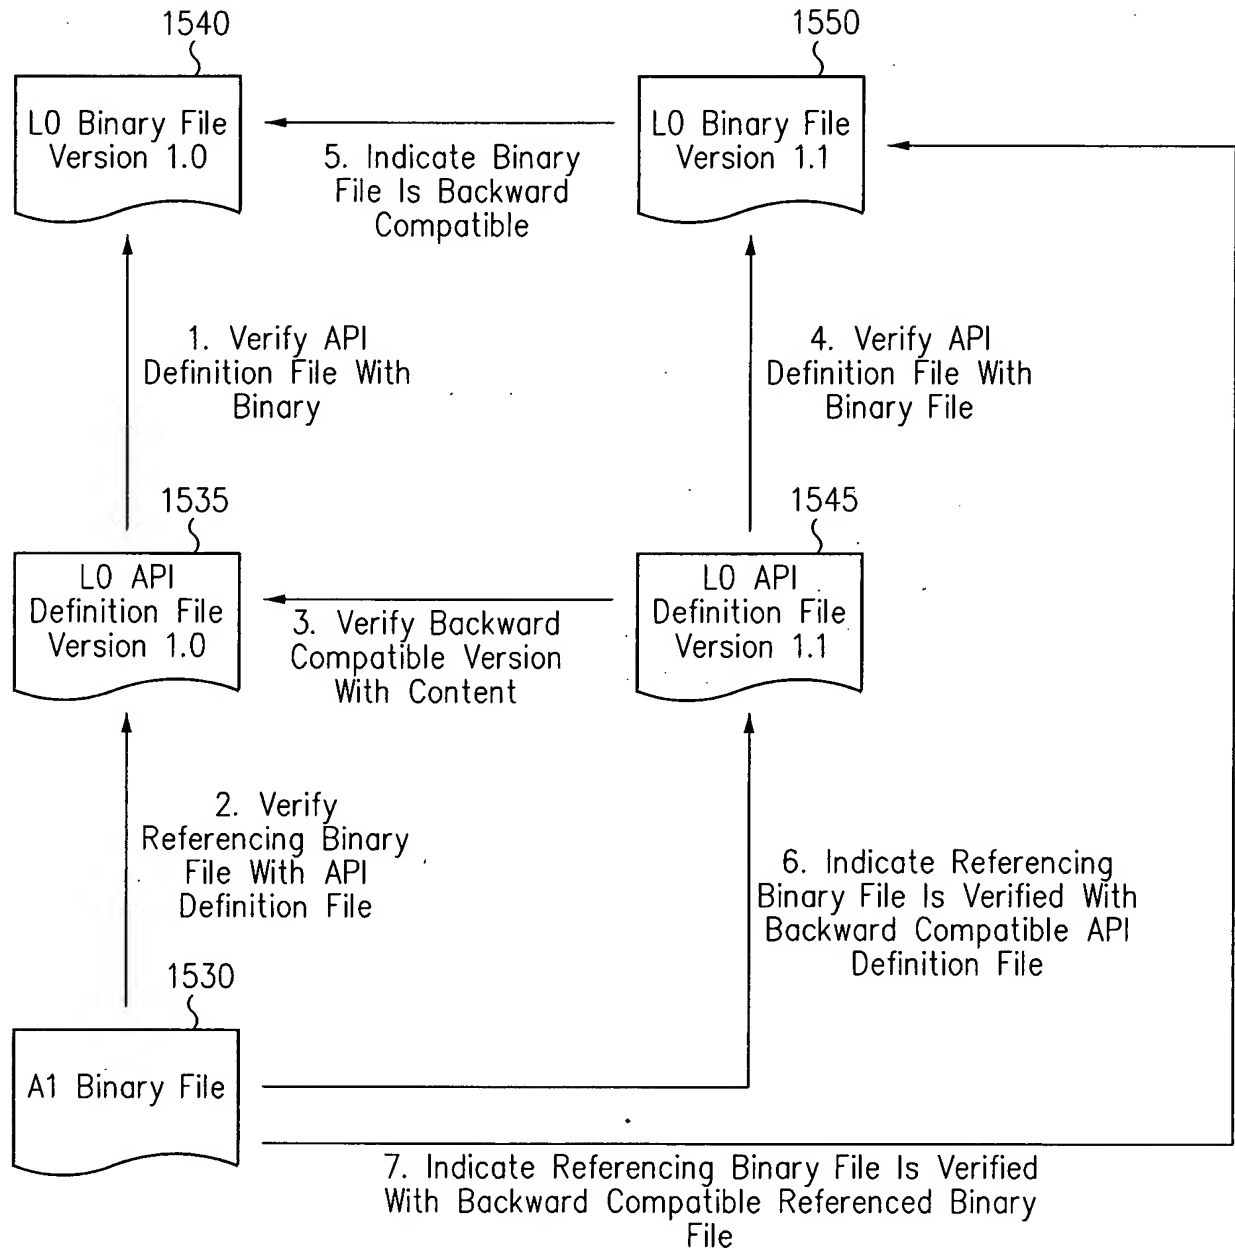 1540
1550
L0 Binary File
Version 1.0
L0 Binary File
Version 1.1
5. Indicate Binary
File Is Backward
Compatible
1. Verify API
Definition File With
Binary
4. Verify API
Definition File With
Binary File
1535
1545
L0 API
Definition File
Version 1.0
L0 API
Definition File
Version 1.1
3. Verify Backward
Compatible Version
With Content
2. Verify
Referencing Binary
File With API
Definition File
6. Indicate Referencing
Binary File Is Verified With
Backward Compatible API
Definition File
1530
A1 Binary File
7. Indicate Referencing Binary File Is Verified
With Backward Compatible Referenced Binary
File